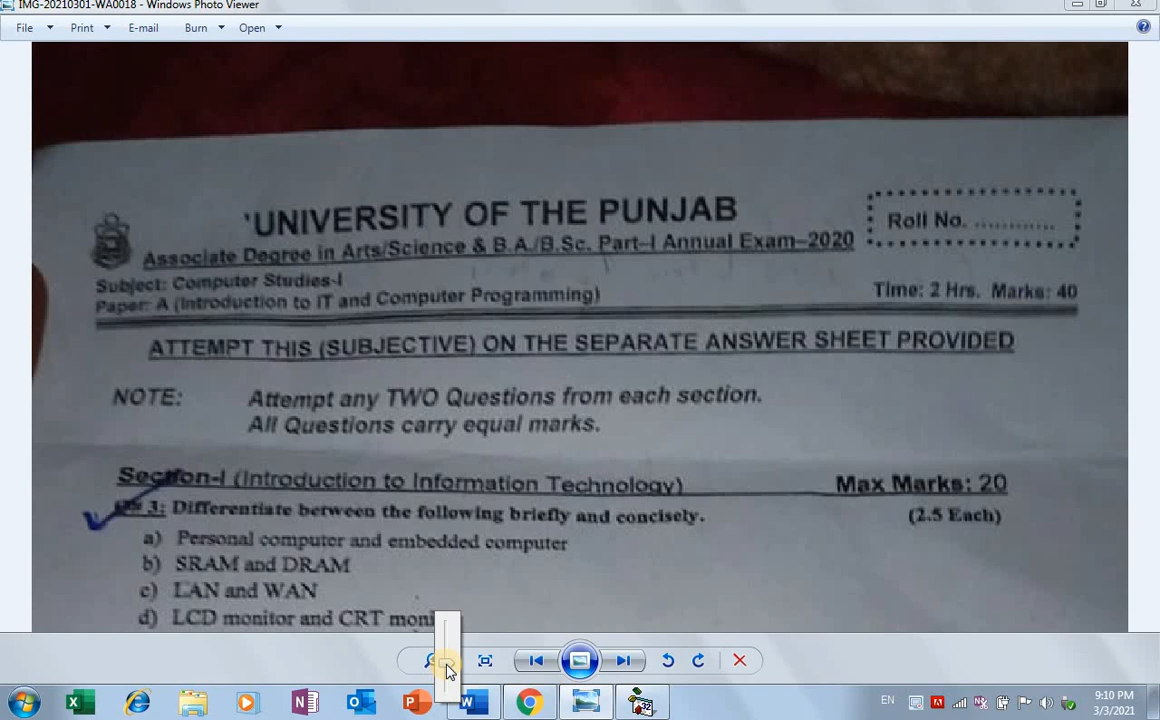 IMG-20210301-WA0018 - Windows Photo Viewer
File Print E-mail Burn Open
'UNIVERSITY OF THE PUNJAB
Roll No. ............
Associate Degree in Arts/Science & B.A./B.Sc. Part–I Annual Exam–2020
Subject: Computer Studies-I
Paper: A (Introduction to IT and Computer Programming)
Time: 2 Hrs. Marks: 40
ATTEMPT THIS (SUBJECTIVE) ON THE SEPARATE ANSWER SHEET PROVIDED
NOTE: Attempt any TWO Questions from each section.
All Questions carry equal marks.
Section-I (Introduction to Information Technology) Max Marks: 20
3: Differentiate between the following briefly and concisely. (2.5 Each)
a) Personal computer and embedded computer
b) SRAM and DRAM
c) LAN and WAN
d) LCD monitor and CRT moni
EN
9:10 PM
3/3/2021